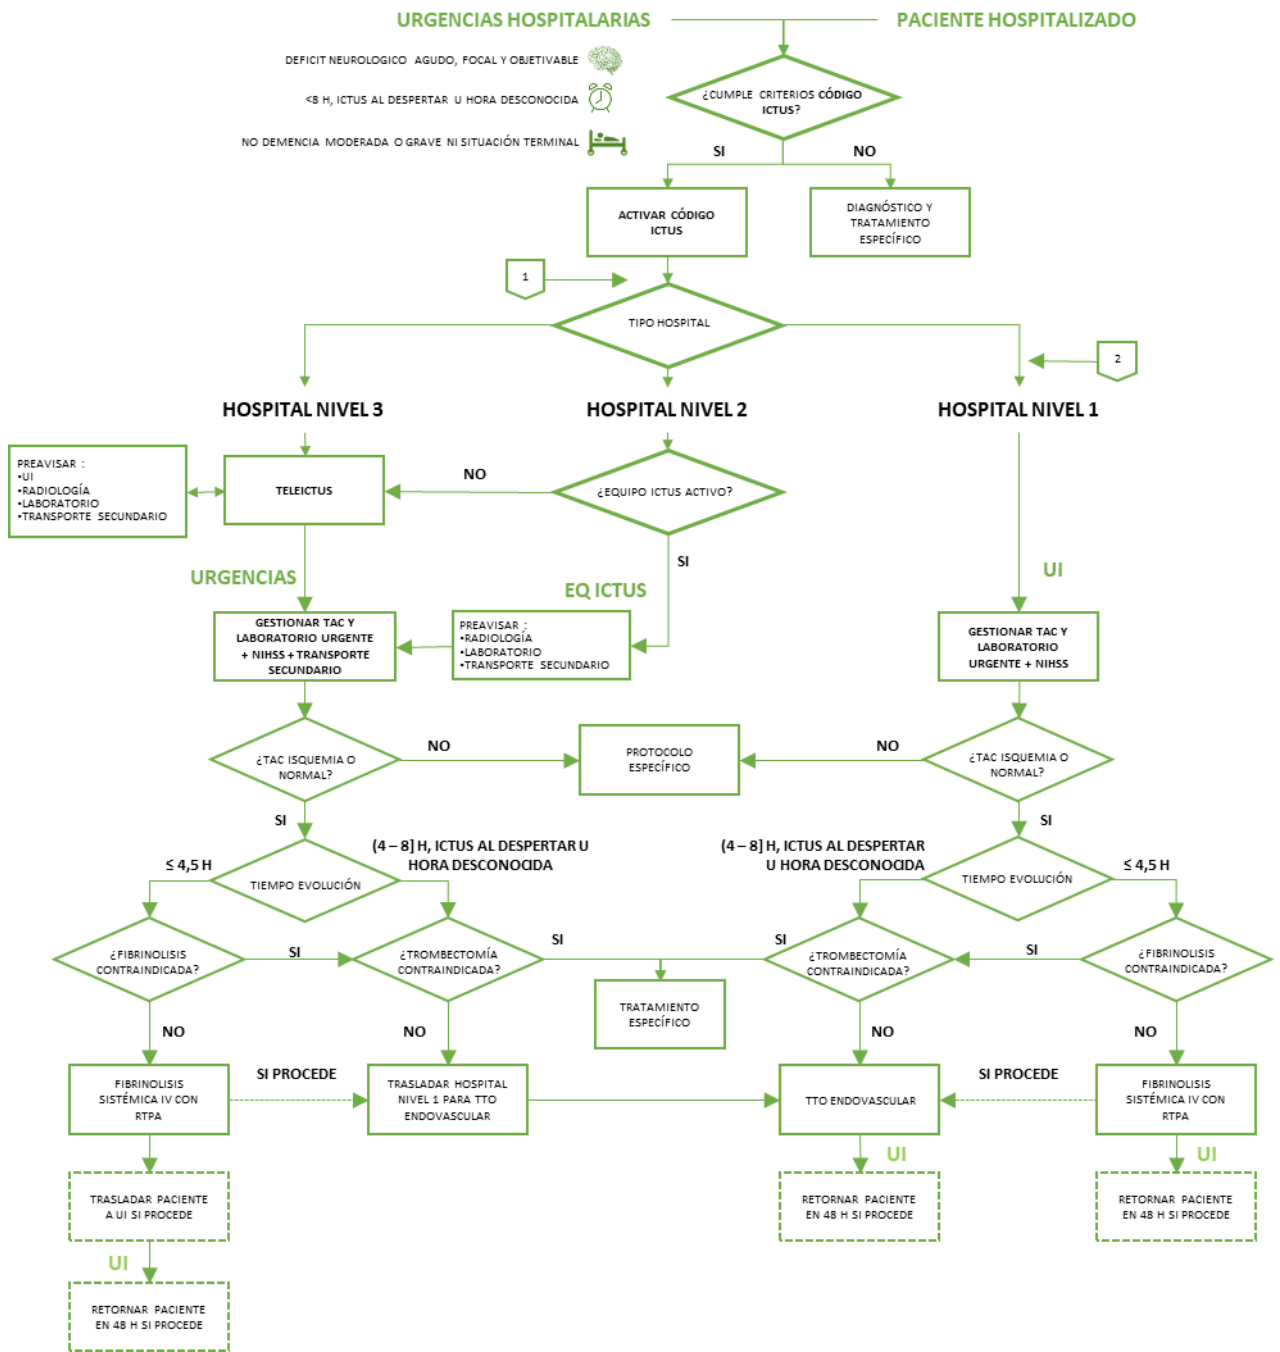 URGENCIAS HOSPITALARIAS
PACIENTE HOSPITALIZADO
DEFICIT NEUROLOGICO AGUDO, FOCAL Y OBJETIVABLE
<8 H, ICTUS AL DESPERTAR U HORA DESCONOCIDA
NO DEMENCIA MODERADA O GRAVE NI SITUACIÓN TERMINAL
¿CUMPLE CRITERIOS CÓDIGO
ICTUS?
SI
NO
ACTIVAR CÓDIGO
ICTUS
DIAGNÓSTICO Y
TRATAMIENTO
ESPECÍFICO
1
TIPO HOSPITAL
2
HOSPITAL NIVEL 3
HOSPITAL NIVEL 2
HOSPITAL NIVEL 1
PREAVISAR :
•UI
•RADIOLOGÍA
•LABORATORIO
•TRANSPORTE SECUNDARIO
TELEICTUS
NO
¿EQUIPO ICTUS ACTIVO?
SI
URGENCIAS
EQ ICTUS
UI
GESTIONAR TAC Y
LABORATORIO URGENTE
+ NIHSS + TRANSPORTE
SECUNDARIO
PREAVISAR :
•RADIOLOGÍA
•LABORATORIO
•TRANSPORTE SECUNDARIO
GESTIONAR TAC Y
LABORATORIO
URGENTE + NIHSS
¿TAC ISQUEMIA O
NORMAL?
NO
PROTOCOLO
ESPECÍFICO
NO
¿TAC ISQUEMIA O
NORMAL?
SI
SI
≤ 4,5 H
TIEMPO EVOLUCIÓN
(4 – 8] H, ICTUS AL DESPERTAR U
HORA DESCONOCIDA
(4 – 8] H, ICTUS AL DESPERTAR
U HORA DESCONOCIDA
TIEMPO EVOLUCIÓN
≤ 4,5 H
¿FIBRINOLISIS
CONTRAINDICADA?
SI
¿TROMBECTOMÍA
CONTRAINDICADA?
SI
SI
¿TROMBECTOMÍA
CONTRAINDICADA?
SI
¿FIBRINOLISIS
CONTRAINDICADA?
TRATAMIENTO
ESPECÍFICO
NO
NO
NO
NO
FIBRINOLISIS
SISTÉMICA IV CON
RTPA
SI PROCEDE
TRASLADAR HOSPITAL
NIVEL 1 PARA TTO
ENDOVASCULAR
TTO ENDOVASCULAR
SI PROCEDE
FIBRINOLISIS
SISTÉMICA IV CON
RTPA
UI
UI
TRASLADAR PACIENTE
A UI SI PROCEDE
RETORNAR PACIENTE
EN 48 H SI PROCEDE
RETORNAR PACIENTE
EN 48 H SI PROCEDE
UI
RETORNAR PACIENTE
EN 48 H SI PROCEDE